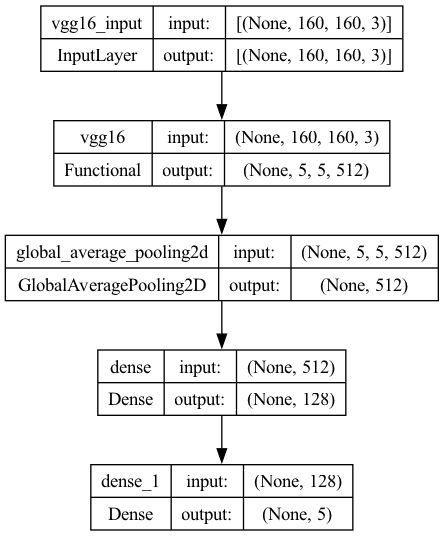 vgg16_input input: [(None, 160, 160, 3)]
InputLayer output: [(None, 160, 160, 3)]
vgg16 input: (None, 160, 160, 3)
Functional output: (None, 5, 5, 512)
global_average_pooling2d input: (None, 5, 5, 512)
GlobalAveragePooling2D output: (None, 512)
dense input: (None, 512)
Dense output: (None, 128)
dense_1 input: (None, 128)
Dense output: (None, 5)